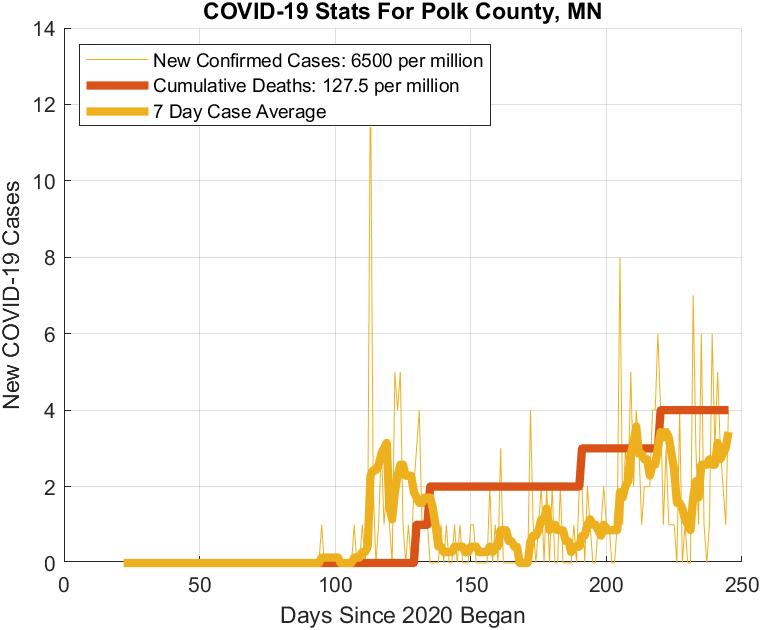 COVID-19 Stats For Polk County, MN
New Confirmed Cases: 6500 per million
Cumulative Deaths: 127.5 per million
7 Day Case Average
New COVID-19 Cases
14
12
10
8
6
4
2
0
0 50 100 150 200 250
Days Since 2020 Began